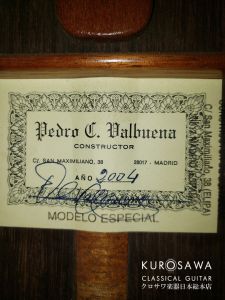 Pedro C. Valbuena
CONSTRUCTOR
C/. SAN MAXIMILIANO, 38 28017 - MADRID
AÑO 2004
MODELO ESPECIAL
KUROSAWA
CLASSICAL GUITAR
クロサワ楽器日本総本店